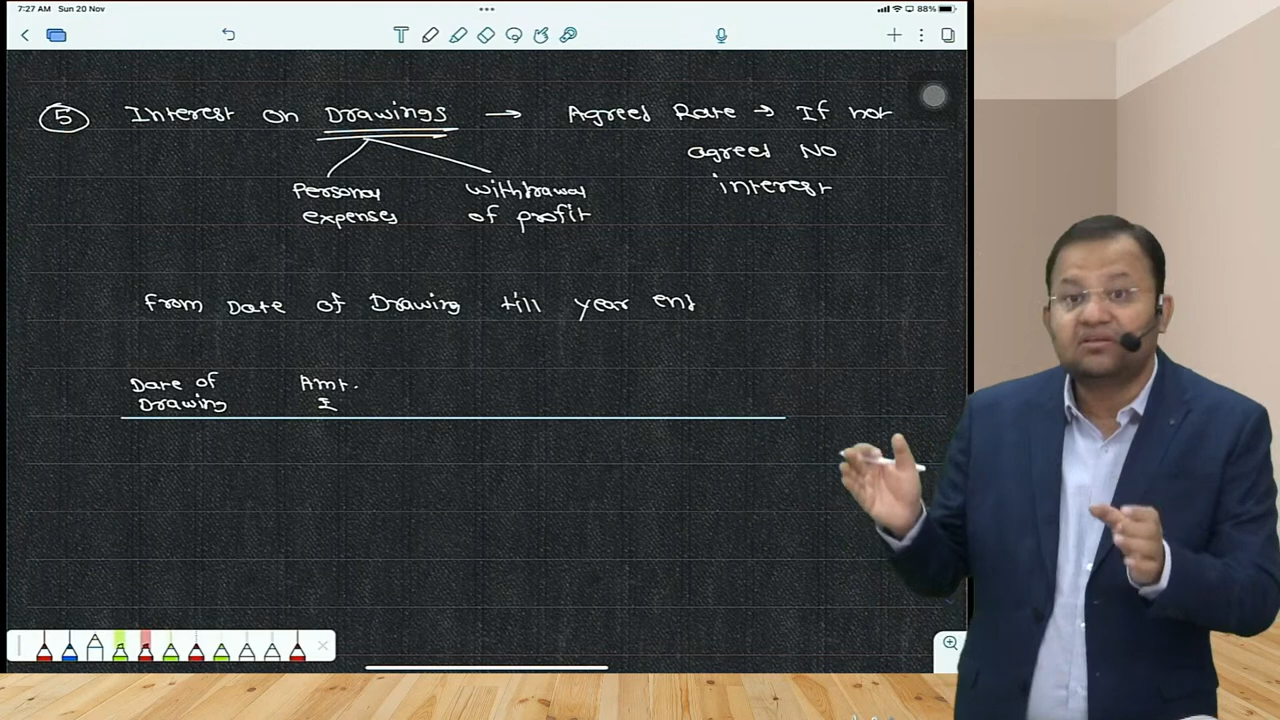 7:27 AM Sun 20 Nov
88%
5 Interest on Drawings → Agreed Rate → If not
agreed No
interest
Personal expenses
withdrawal of profit
From Date of Drawing till year end
Date of Drawing
Amt.